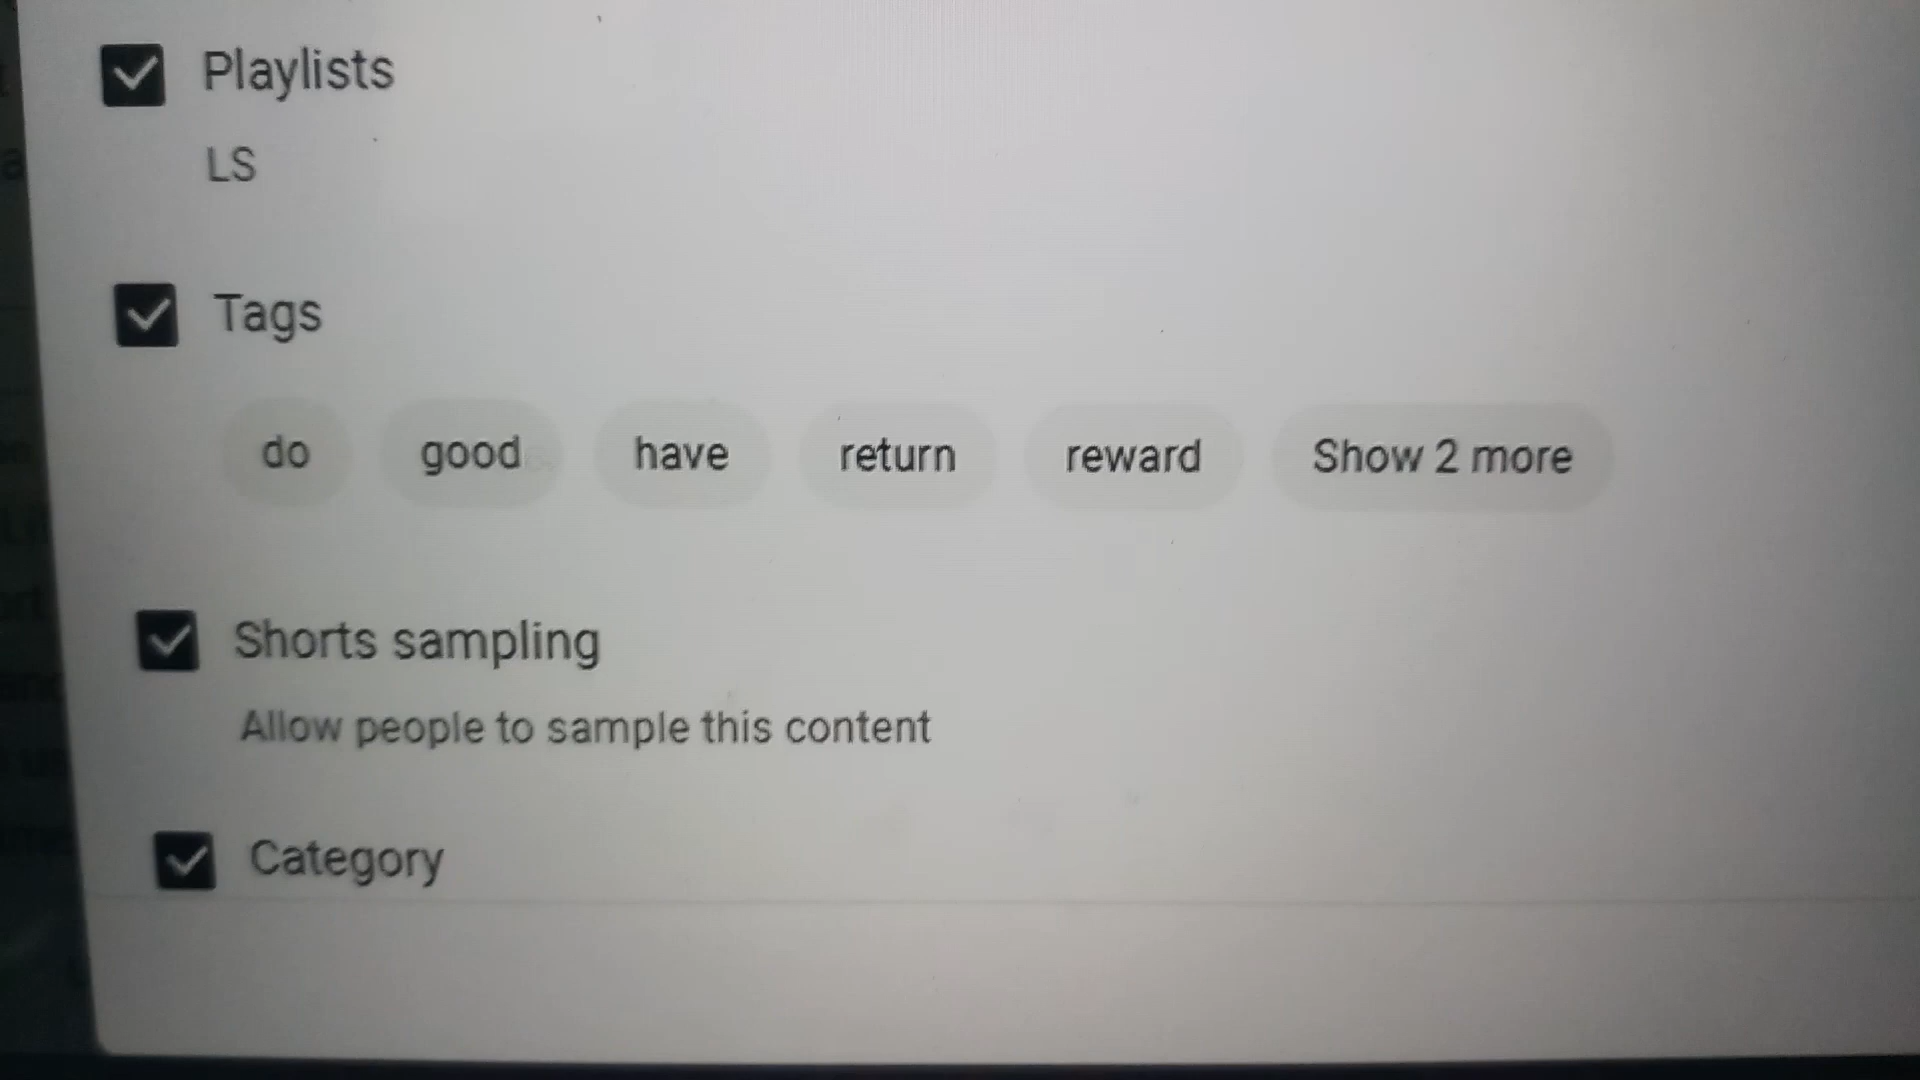 Playlists
LS
Tags
do good have return reward Show 2 more
Shorts sampling
Allow people to sample this content
Category